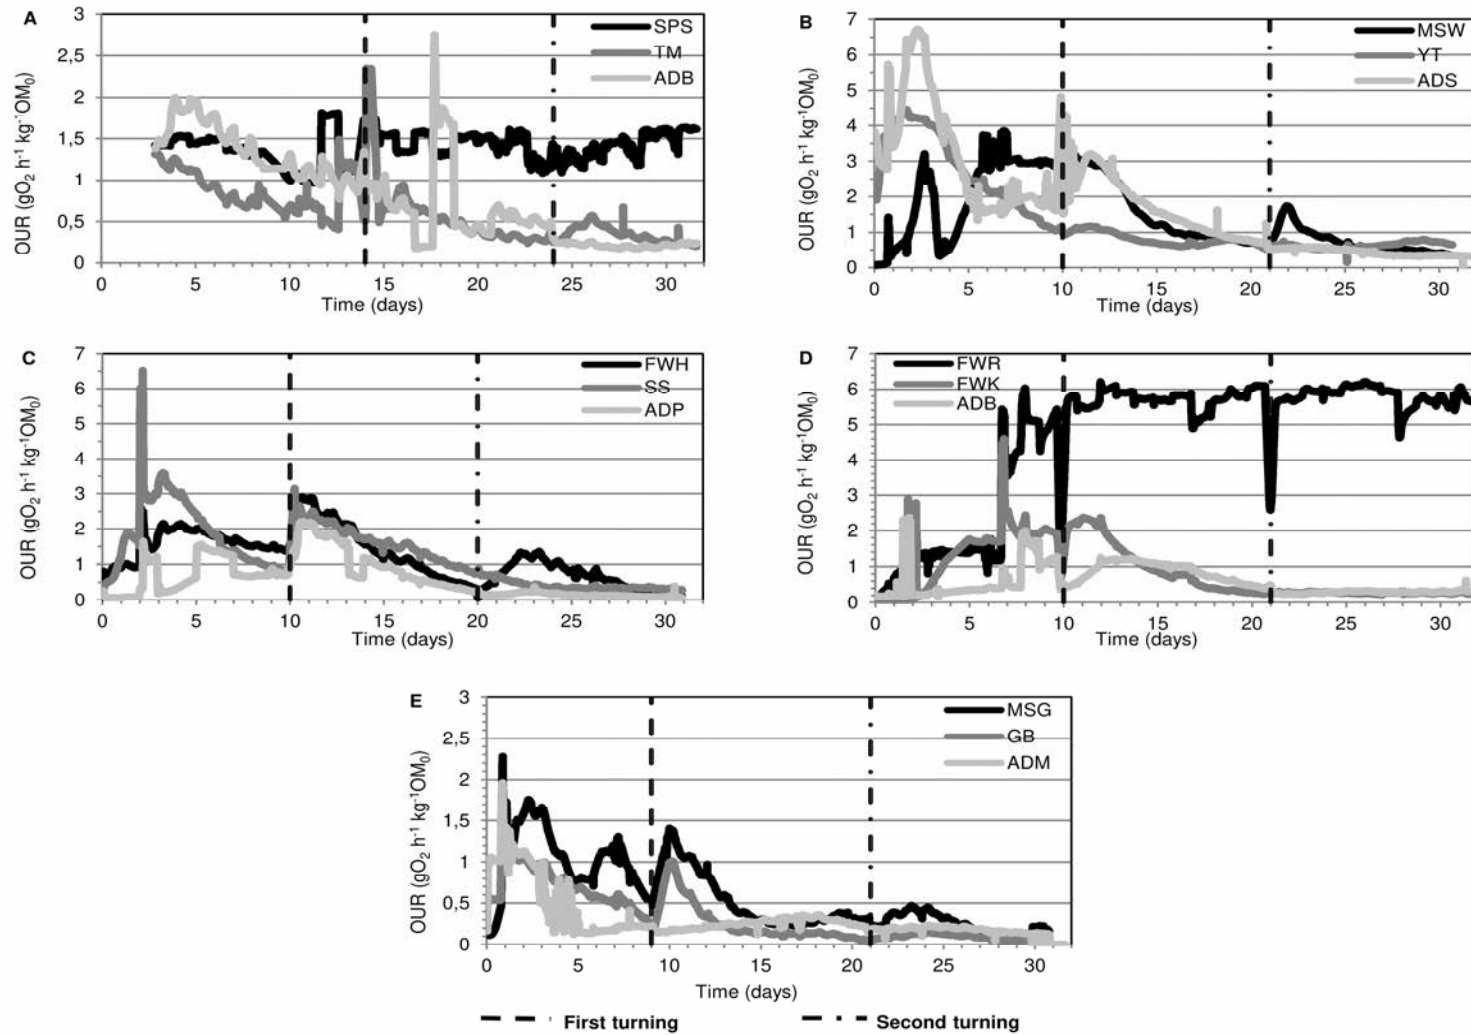 A
OUR (gO2 h-1 kg-1OM0)
3
2,5
2
1,5
1
0,5
0
SPS
TM
ADB
0 5 10 15 20 25 30
Time (days)
B
OUR (gO2 h-1 kg-1OM0)
7
6
5
4
3
2
1
0
MSW
YT
ADS
0 5 10 15 20 25 30
Time (days)
C
OUR (gO2 h-1 kg-1OM0)
7
6
5
4
3
2
1
0
FWH
SS
ADP
0 5 10 15 20 25 30
Time (days)
D
OUR (gO2 h-1 kg-1OM0)
7
6
5
4
3
2
1
0
FWR
FWK
ADB
0 5 10 15 20 25 30
Time (days)
E
OUR (gO2 h-1 kg-1OM0)
3
2,5
2
1,5
1
0,5
0
MSG
GB
ADM
0 5 10 15 20 25 30
Time (days)
First turning
Second turning